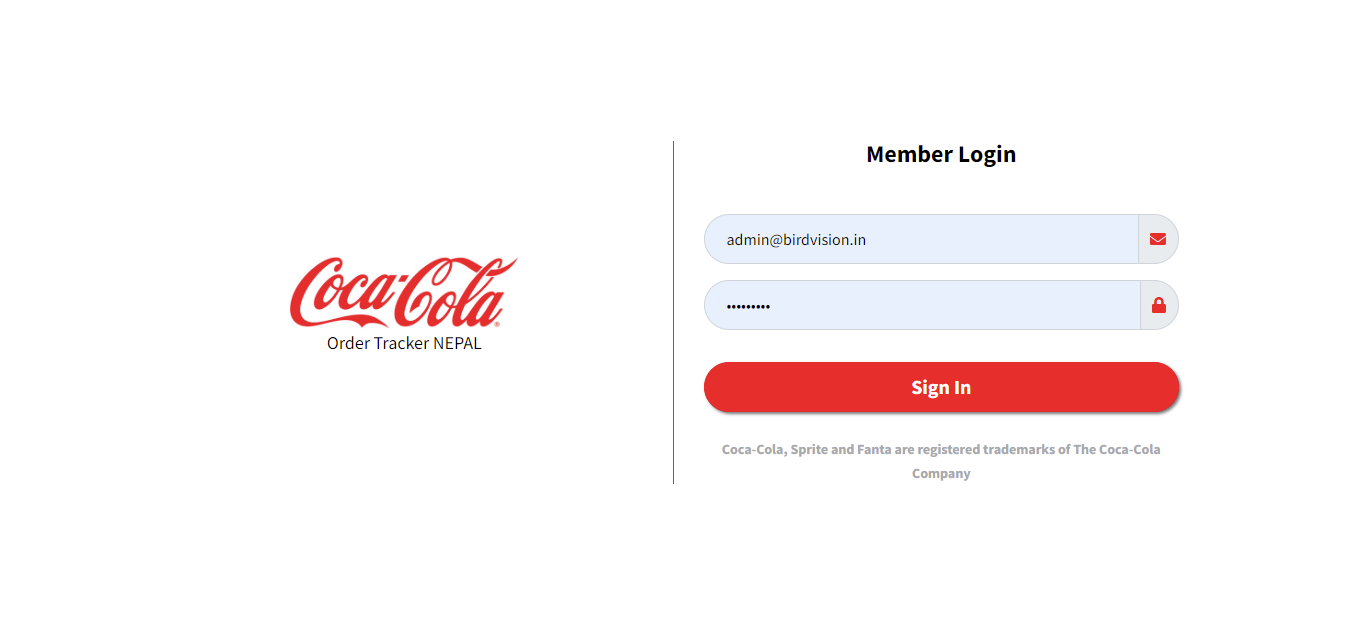 Coca-Cola
Order Tracker NEPAL
Member Login
admin@birdvision.in
•••••••••
Sign In
Coca-Cola, Sprite and Fanta are registered trademarks of The Coca-Cola
Company